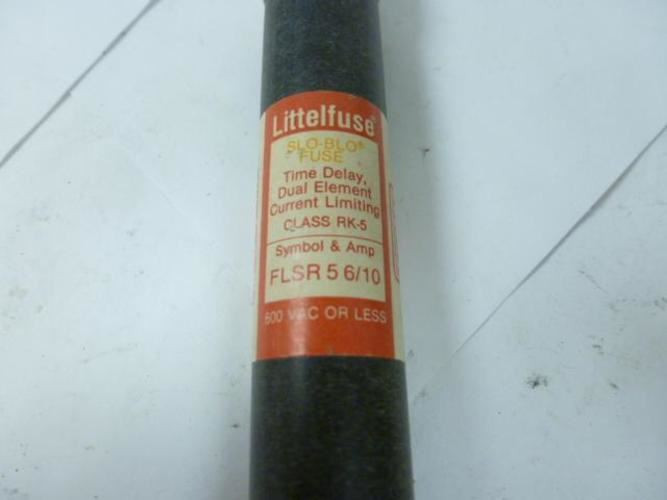 Littelfuse®
SLO-BLO®
FUSE
Time Delay,
Dual Element
Current Limiting
CLASS RK-5
Symbol & Amp
FLSR 5 6/10
600 VAC OR LESS